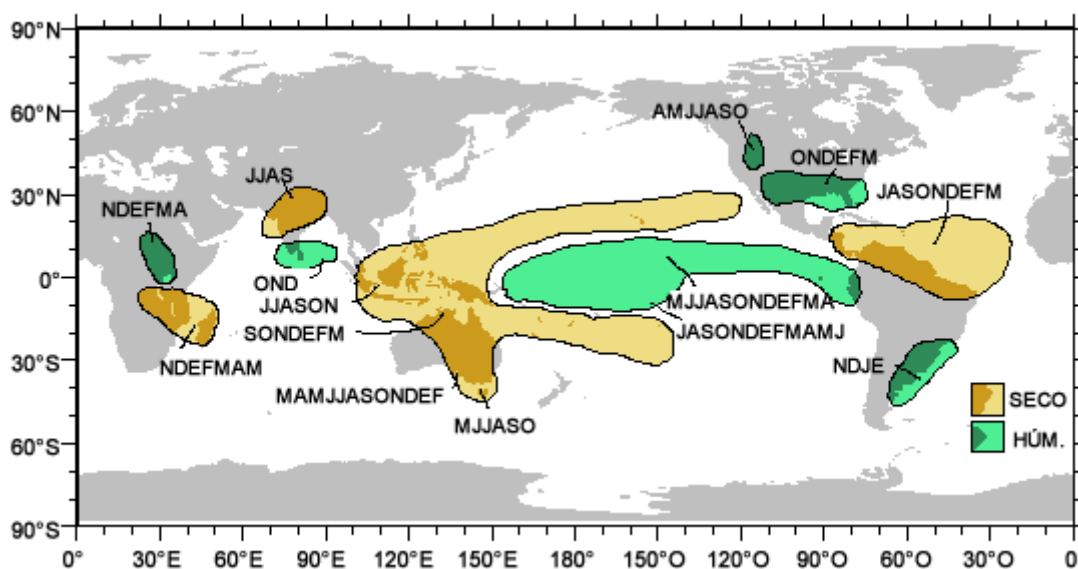 90°N
60°N
30°N
0°
30°S
60°S
90°S
AMJJASO
ONDEFM
JJAS
JASONDEFM
NDEFMA
OND
JJASON
MJJASONDEFMA
SONDEFM
JASONDEFMAMJ
NDEFMAM
NDJE
MAMJJASONDEF
MJJASO
SECO
HÚM.
0° 30°E 60°E 90°E 120°E 150°E 180° 150°O 120°O 90°O 60°O 30°O 0